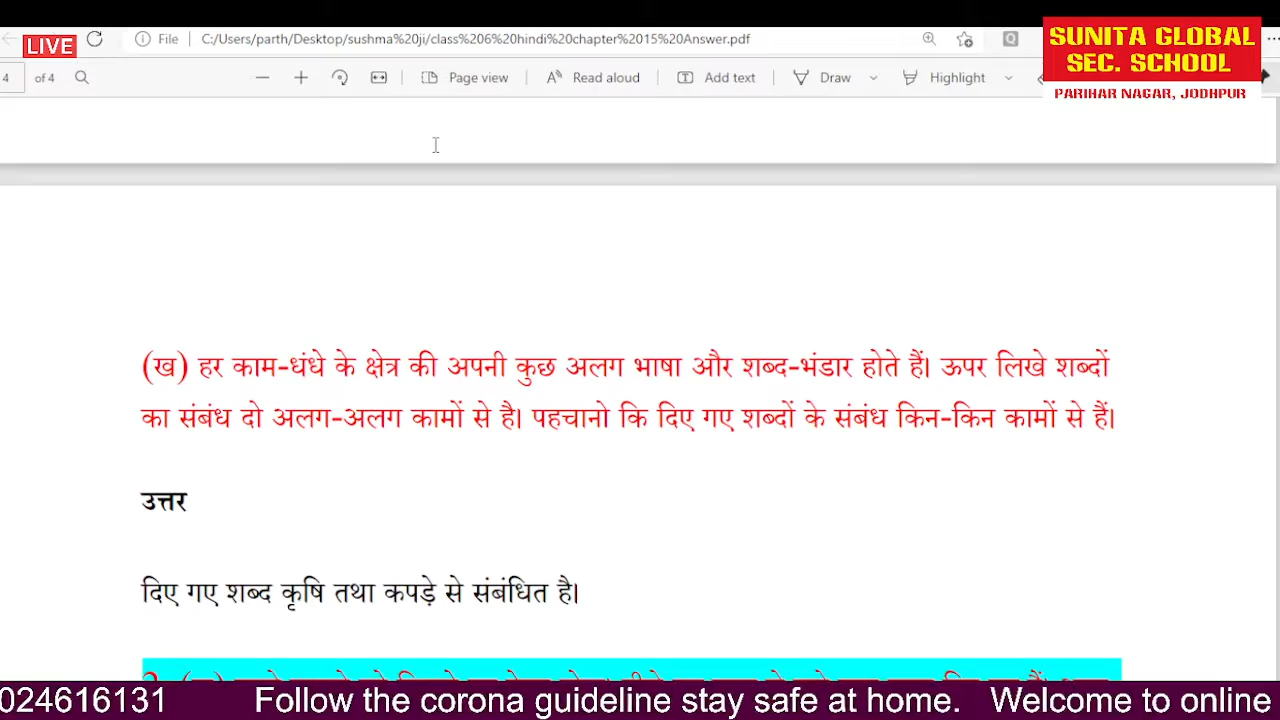 LIVE
File C:/Users/parth/Desktop/sushma%20ji/class%206%20hindi%20chapter%2015%20Answer.pdf
SUNITA GLOBAL
SEC. SCHOOL
PARIHAR NAGAR, JODHPUR
4 of 4 Page view Read aloud Add text Draw Highlight
(ख) हर काम-धंधे के क्षेत्र की अपनी कुछ अलग भाषा और शब्द-भंडार होते हैं। ऊपर लिखे शब्दों
का संबंध दो अलग-अलग कामों से है। पहचानो कि दिए गए शब्दों के संबंध किन-किन कामों से हैं।
उत्तर
दिए गए शब्द कृषि तथा कपड़े से संबंधित है।
024616131 Follow the corona guideline stay safe at home. Welcome to online